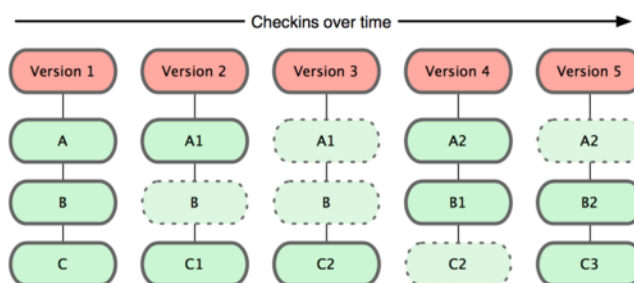 Checkins over time
Version 1 Version 2 Version 3 Version 4 Version 5
A A1 A1 A2 A2
B B B B1 B2
C C1 C2 C2 C3